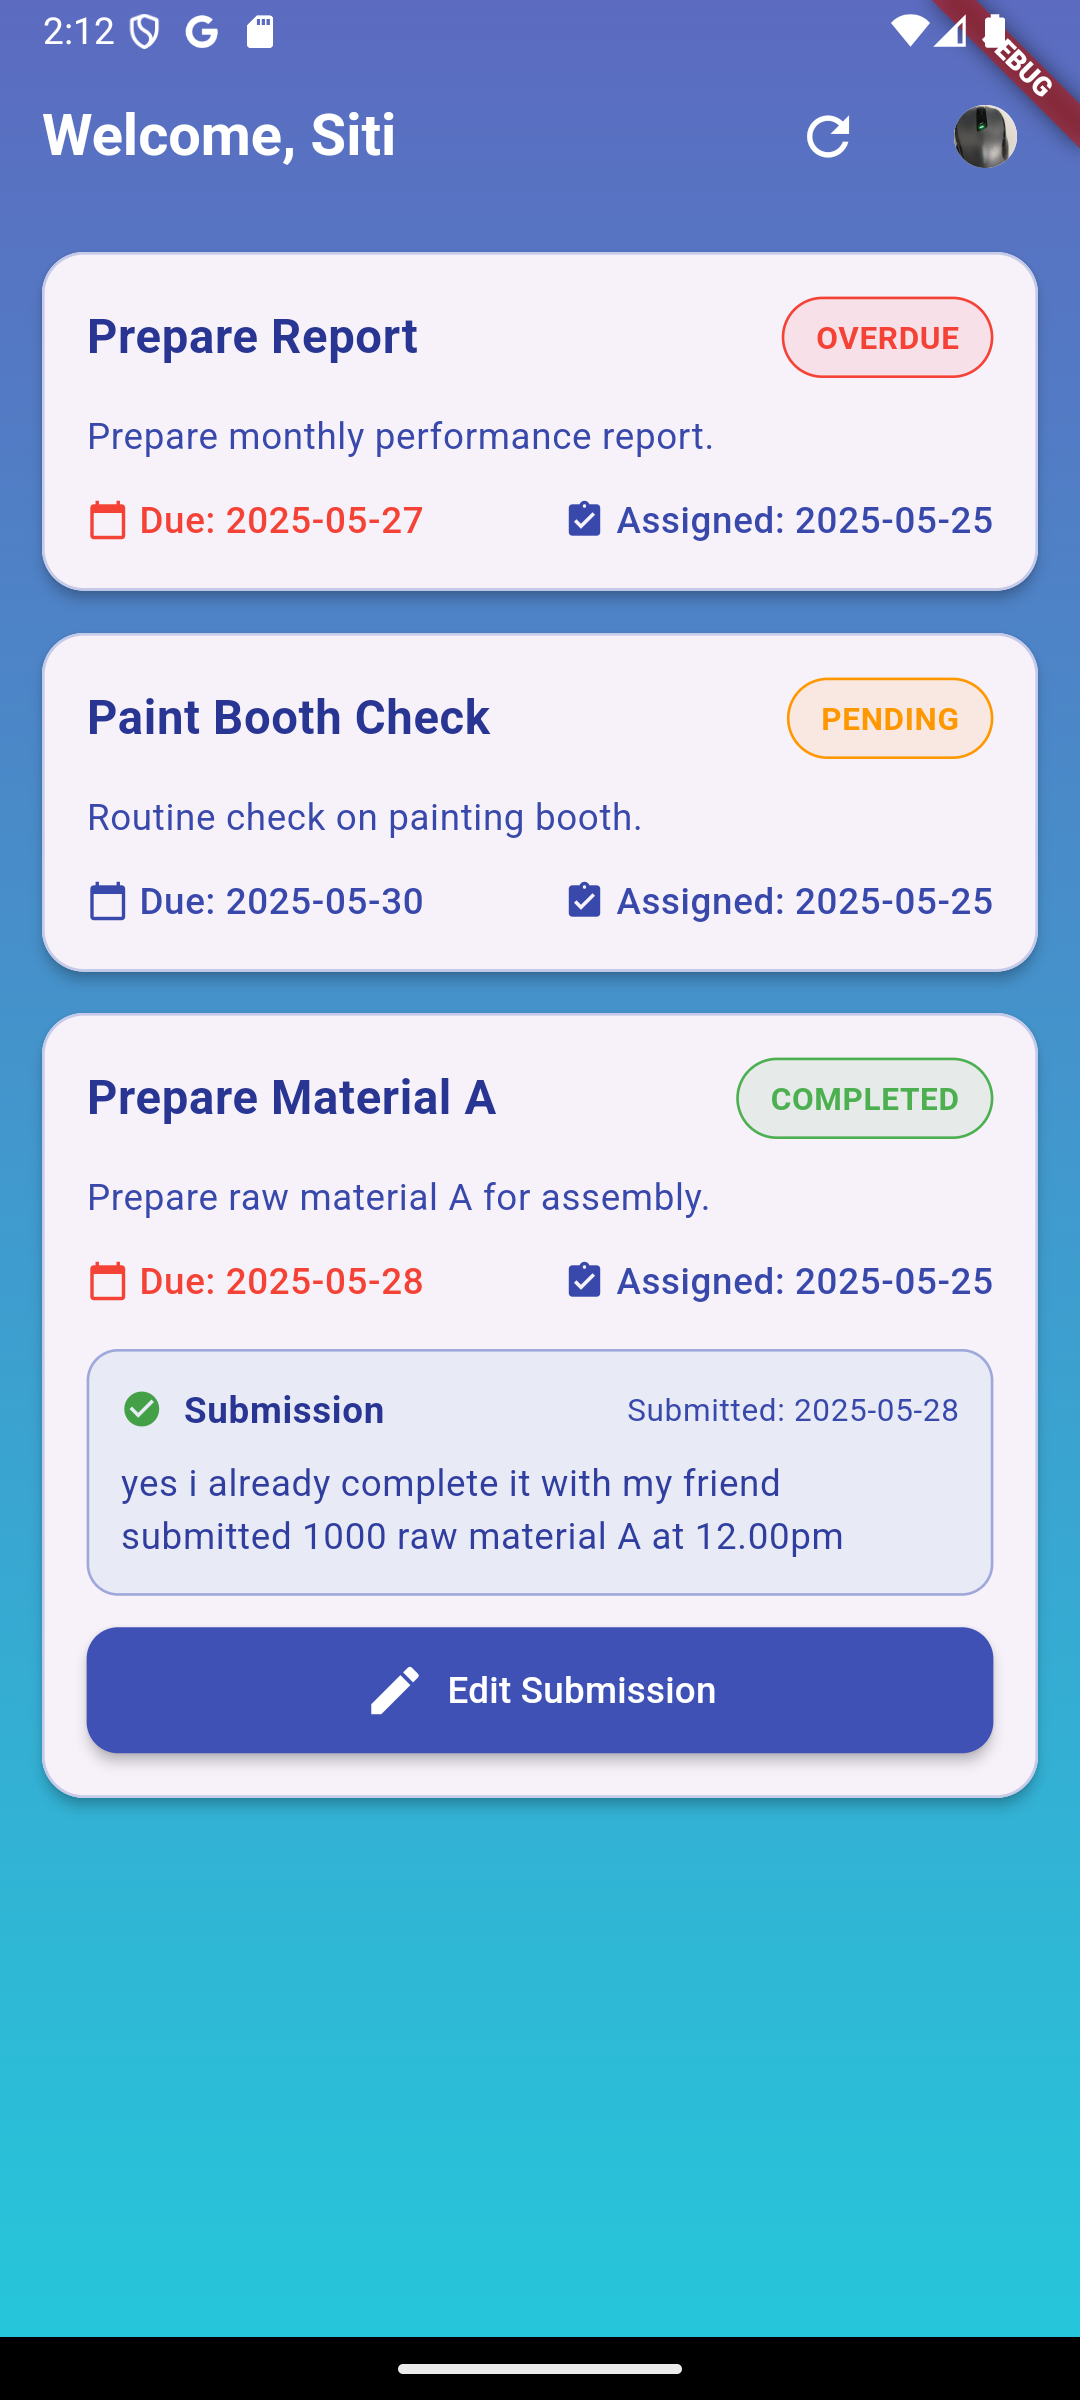 2:12
EBUG
Welcome, Siti
Prepare Report
OVERDUE
Prepare monthly performance report.
Due: 2025-05-27
Assigned: 2025-05-25
Paint Booth Check
PENDING
Routine check on painting booth.
Due: 2025-05-30
Assigned: 2025-05-25
Prepare Material A
COMPLETED
Prepare raw material A for assembly.
Due: 2025-05-28
Assigned: 2025-05-25
Submission
Submitted: 2025-05-28
yes i already complete it with my friend
submitted 1000 raw material A at 12.00pm
Edit Submission